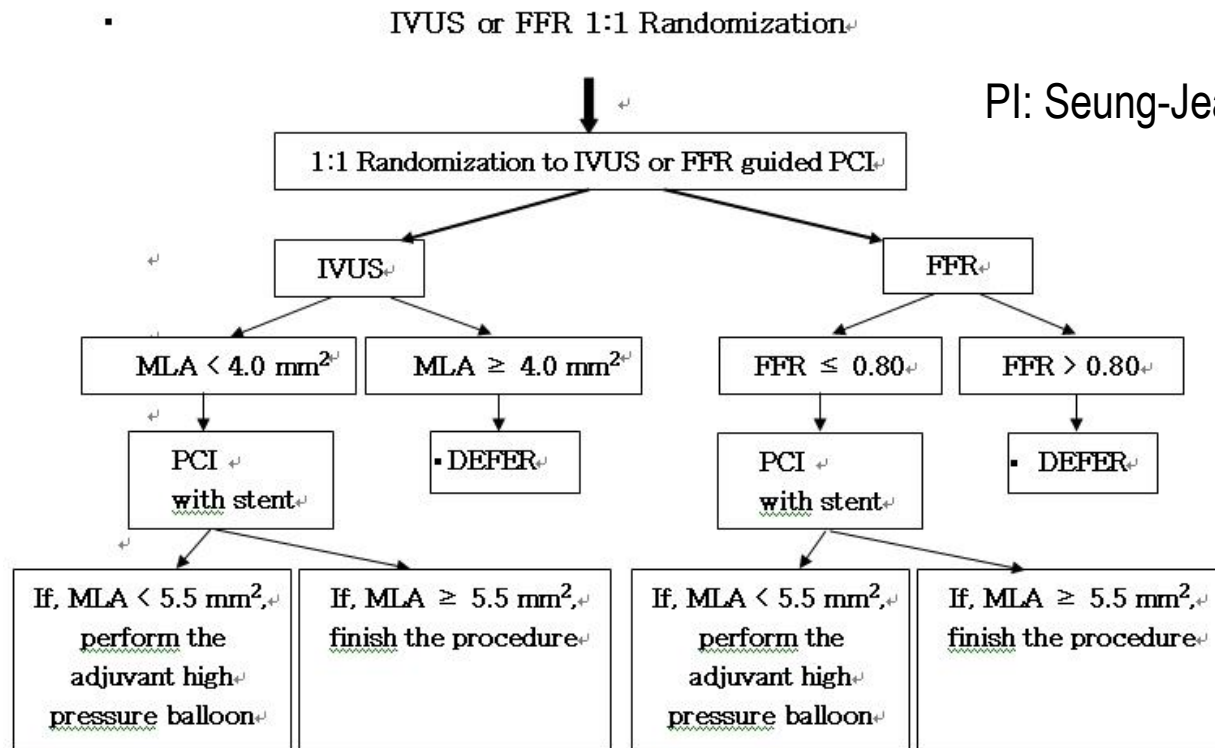 IVUS or FFR 1:1 Randomization
PI: Seung-Jea
1:1 Randomization to IVUS or FFR guided PCI
IVUS
FFR
MLA < 4.0 mm²
MLA ≥ 4.0 mm²
FFR ≤ 0.80
FFR > 0.80
PCI
with stent
▪ DEFER
PCI
with stent
▪ DEFER
If, MLA < 5.5 mm²,
perform the
adjuvant high
pressure balloon
If, MLA ≥ 5.5 mm²,
finish the procedure
If, MLA < 5.5 mm²,
perform the
adjuvant high
pressure balloon
If, MLA ≥ 5.5 mm²,
finish the procedure